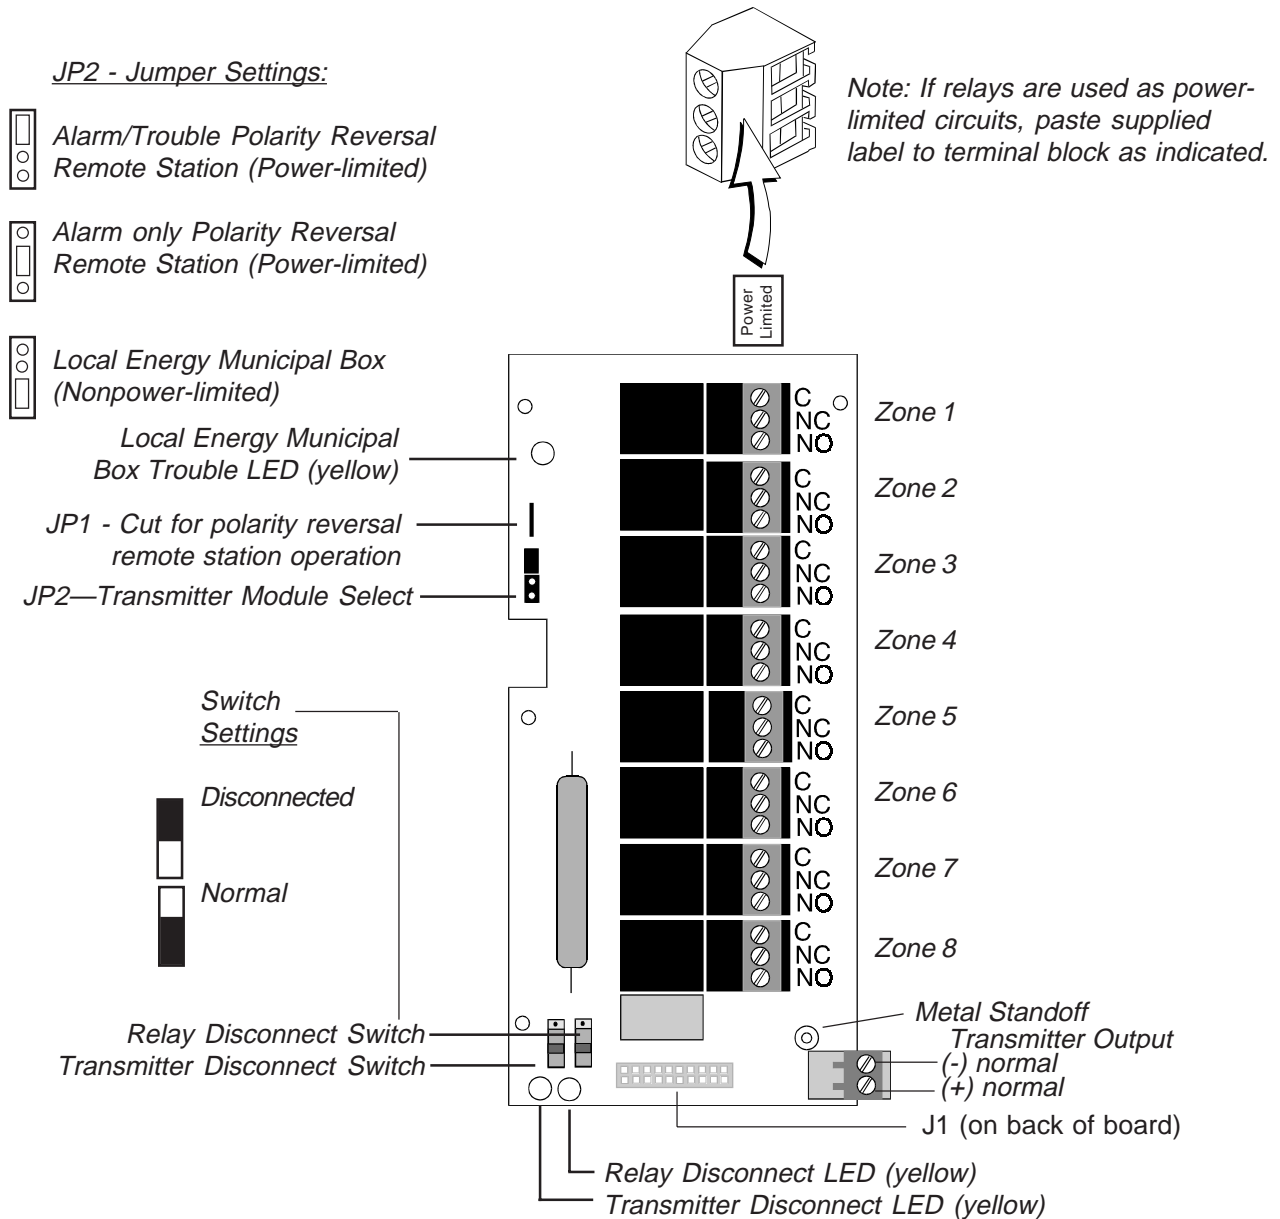 JP2 - Jumper Settings:
Alarm/Trouble Polarity Reversal
Remote Station (Power-limited)
Alarm only Polarity Reversal
Remote Station (Power-limited)
Local Energy Municipal Box
(Nonpower-limited)
Note: If relays are used as power-
limited circuits, paste supplied
label to terminal block as indicated.
Power
Limited
Local Energy Municipal
Box Trouble LED (yellow)
JP1 - Cut for polarity reversal
remote station operation
JP2—Transmitter Module Select
Switch
Settings
Disconnected
Normal
C
NC
NO
Zone 1
C
NC
NO
Zone 2
C
NC
NO
Zone 3
C
NC
NO
Zone 4
C
NC
NO
Zone 5
C
NC
NO
Zone 6
C
NC
NO
Zone 7
C
NC
NO
Zone 8
Relay Disconnect Switch
Transmitter Disconnect Switch
Metal Standoff
Transmitter Output
(-) normal
(+) normal
J1 (on back of board)
Relay Disconnect LED (yellow)
Transmitter Disconnect LED (yellow)